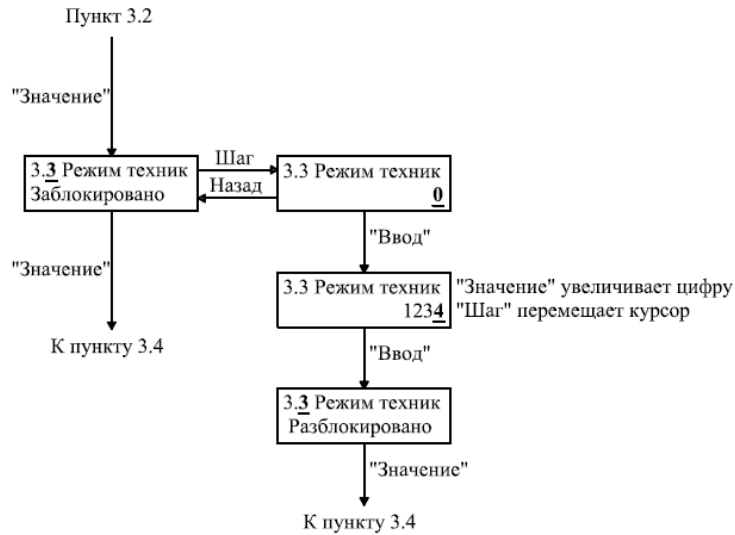 Пункт 3.2
"Значение"
3.3 Режим техник
Заблокировано
Шаг
Назад
3.3 Режим техник
0
"Ввод"
"Значение"
3.3 Режим техник
1234
"Значение" увеличивает цифру
"Шаг" перемещает курсор
К пункту 3.4
"Ввод"
3.3 Режим техник
Разблокировано
"Значение"
К пункту 3.4